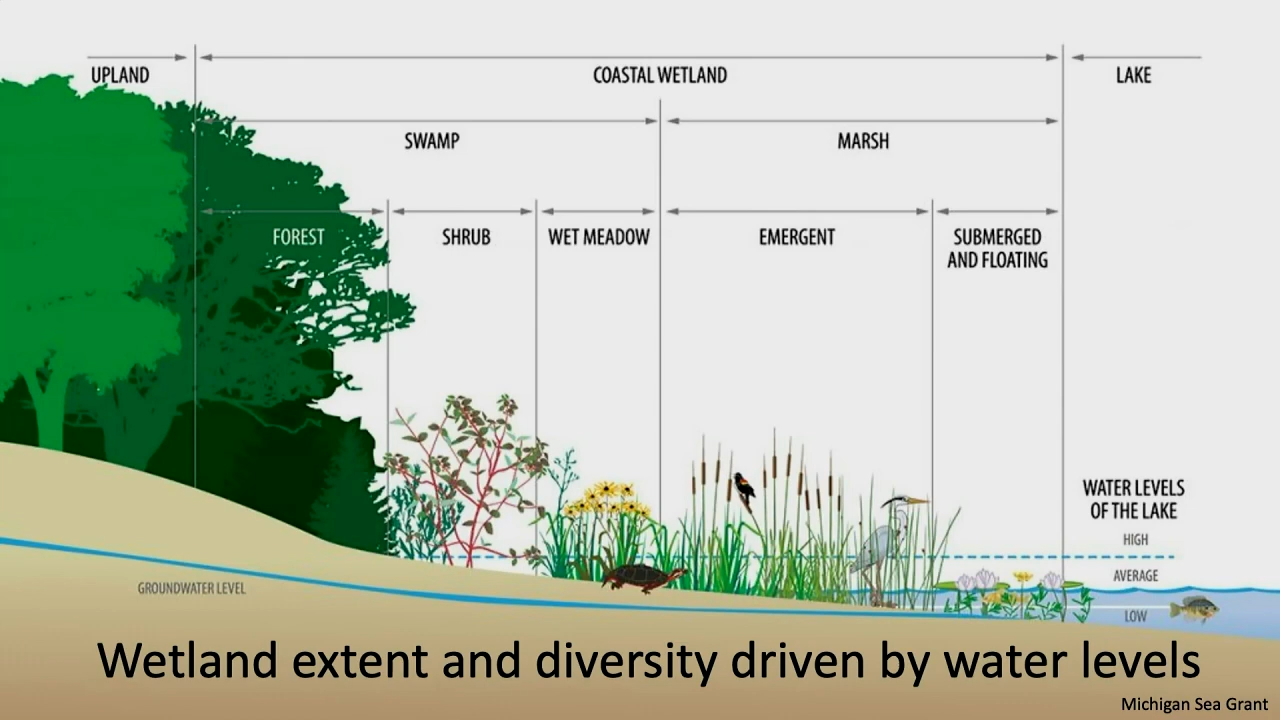 UPLAND
COASTAL WETLAND
LAKE
SWAMP
MARSH
FOREST
SHRUB
WET MEADOW
EMERGENT
SUBMERGED
AND FLOATING
WATER LEVELS
OF THE LAKE
HIGH
AVERAGE
LOW
GROUNDWATER LEVEL
Wetland extent and diversity driven by water levels
Michigan Sea Grant